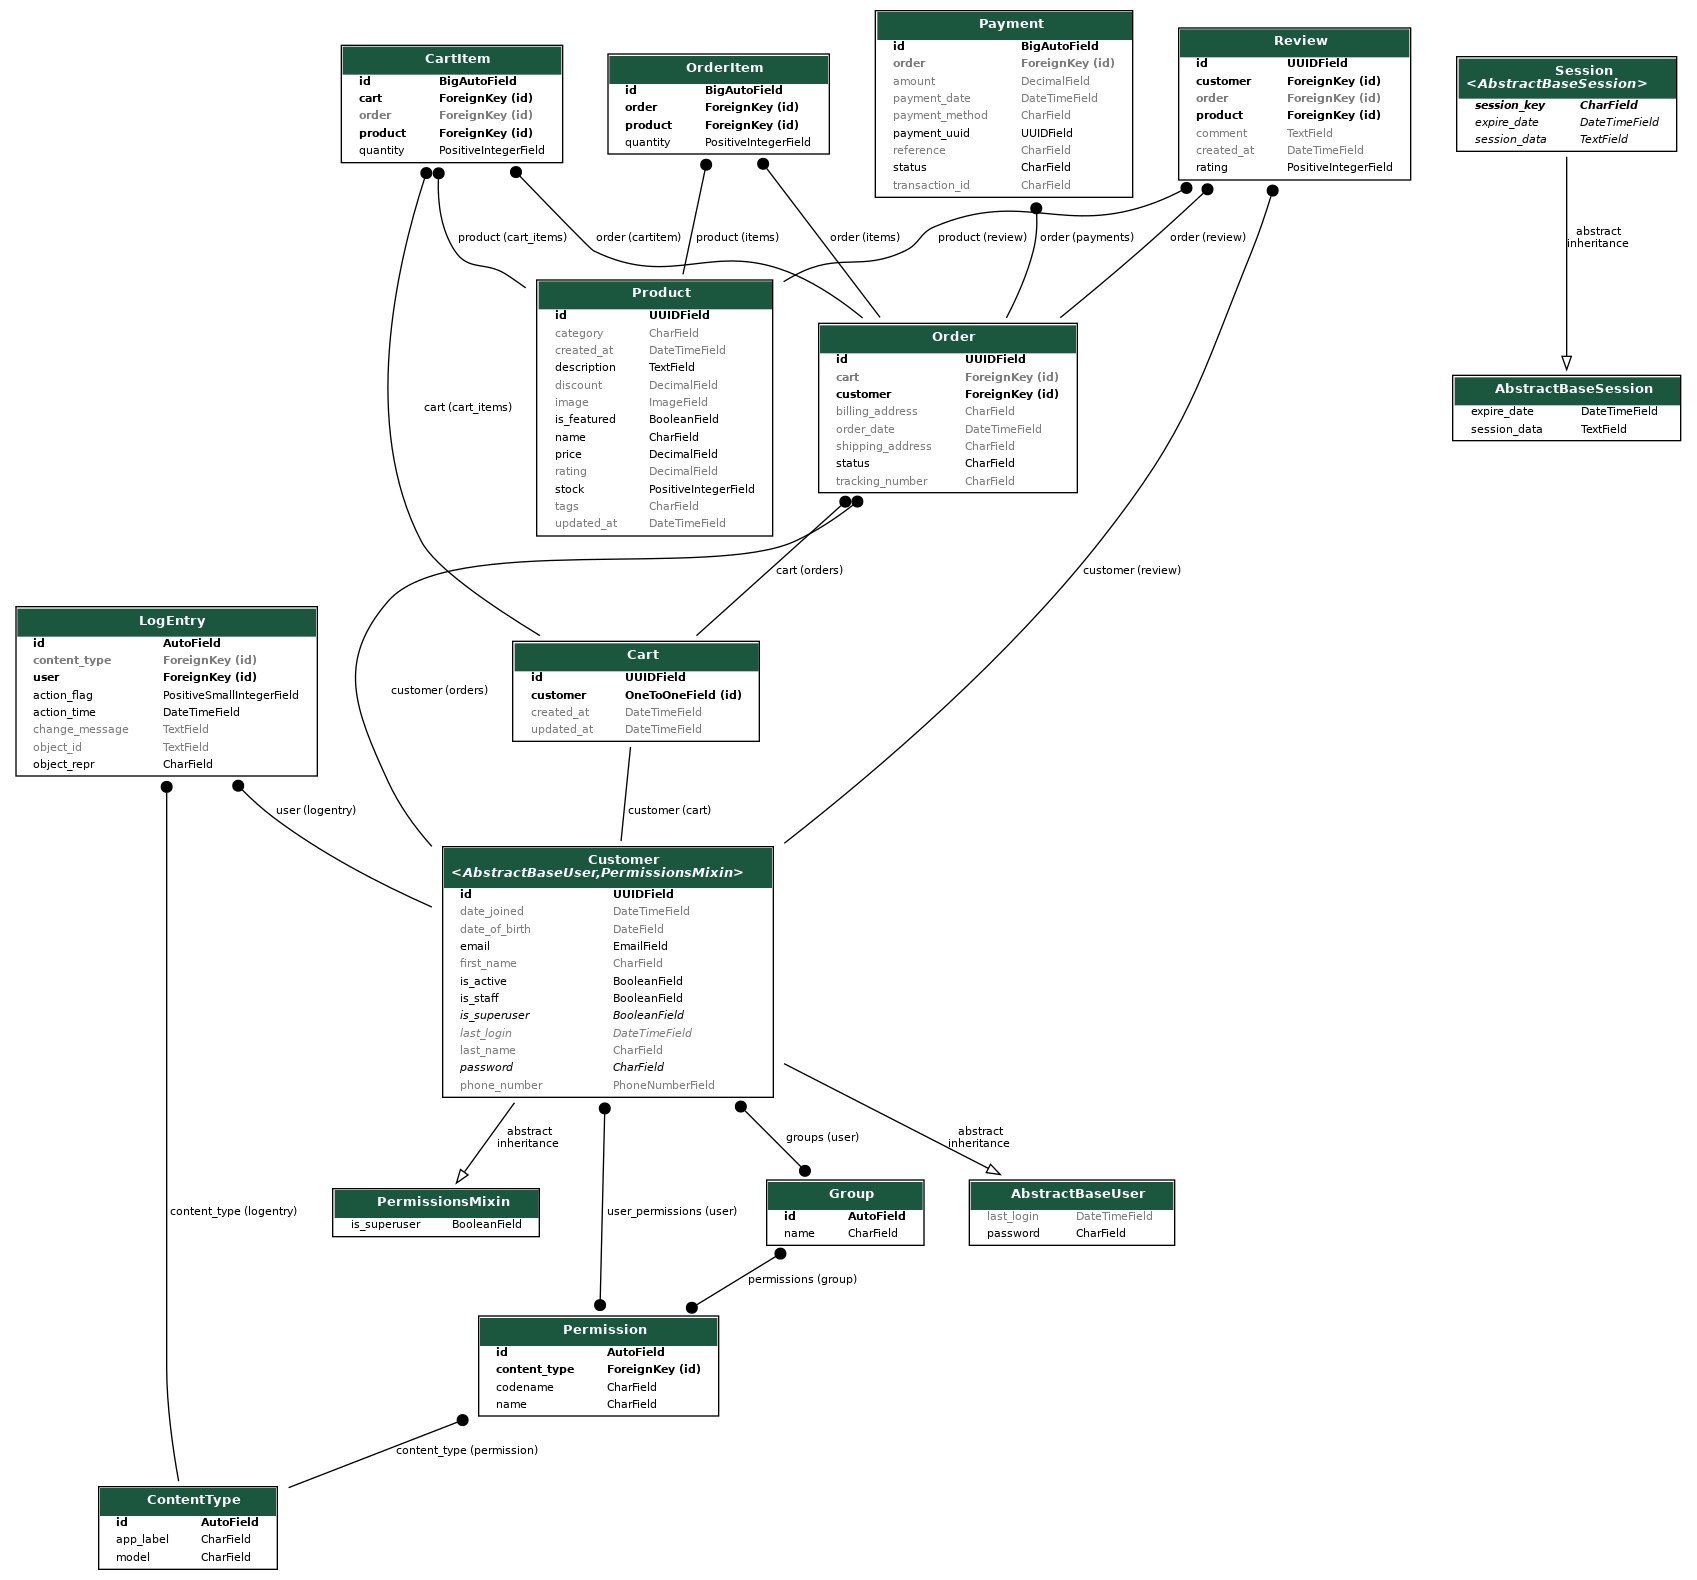 CartItem
id BigAutoField
cart ForeignKey (id)
order ForeignKey (id)
product ForeignKey (id)
quantity PositiveIntegerField
OrderItem
id BigAutoField
order ForeignKey (id)
product ForeignKey (id)
quantity PositiveIntegerField
Payment
id BigAutoField
order ForeignKey (id)
amount DecimalField
payment_date DateTimeField
payment_method CharField
payment_uuid UUIDField
reference CharField
status CharField
transaction_id CharField
Review
id UUIDField
customer ForeignKey (id)
order ForeignKey (id)
product ForeignKey (id)
comment TextField
created_at DateTimeField
rating PositiveIntegerField
Session
<AbstractBaseSession>
session_key CharField
expire_date DateTimeField
session_data TextField
product (cart_items)
order (cartitem)
product (items)
order (items)
product (review)
order (payments)
order (review)
abstract
inheritance
Product
id UUIDField
category CharField
created_at DateTimeField
description TextField
discount DecimalField
image ImageField
is_featured BooleanField
name CharField
price DecimalField
rating DecimalField
stock PositiveIntegerField
tags CharField
updated_at DateTimeField
Order
id UUIDField
cart ForeignKey (id)
customer ForeignKey (id)
billing_address CharField
order_date DateTimeField
shipping_address CharField
status CharField
tracking_number CharField
AbstractBaseSession
expire_date DateTimeField
session_data TextField
cart (cart_items)
cart (orders)
customer (review)
LogEntry
id AutoField
content_type ForeignKey (id)
user ForeignKey (id)
action_flag PositiveSmallIntegerField
action_time DateTimeField
change_message TextField
object_id TextField
object_repr CharField
customer (orders)
Cart
id UUIDField
customer OneToOneField (id)
created_at DateTimeField
updated_at DateTimeField
user (logentry)
customer (cart)
Customer
<AbstractBaseUser,PermissionsMixin>
id UUIDField
date_joined DateTimeField
date_of_birth DateField
email EmailField
first_name CharField
is_active BooleanField
is_staff BooleanField
is_superuser BooleanField
last_login DateTimeField
last_name CharField
password CharField
phone_number PhoneNumberField
abstract
inheritance
groups (user)
abstract
inheritance
PermissionsMixin
is_superuser BooleanField
content_type (logentry)
user_permissions (user)
Group
id AutoField
name CharField
AbstractBaseUser
last_login DateTimeField
password CharField
permissions (group)
Permission
id AutoField
content_type ForeignKey (id)
codename CharField
name CharField
content_type (permission)
ContentType
id AutoField
app_label CharField
model CharField